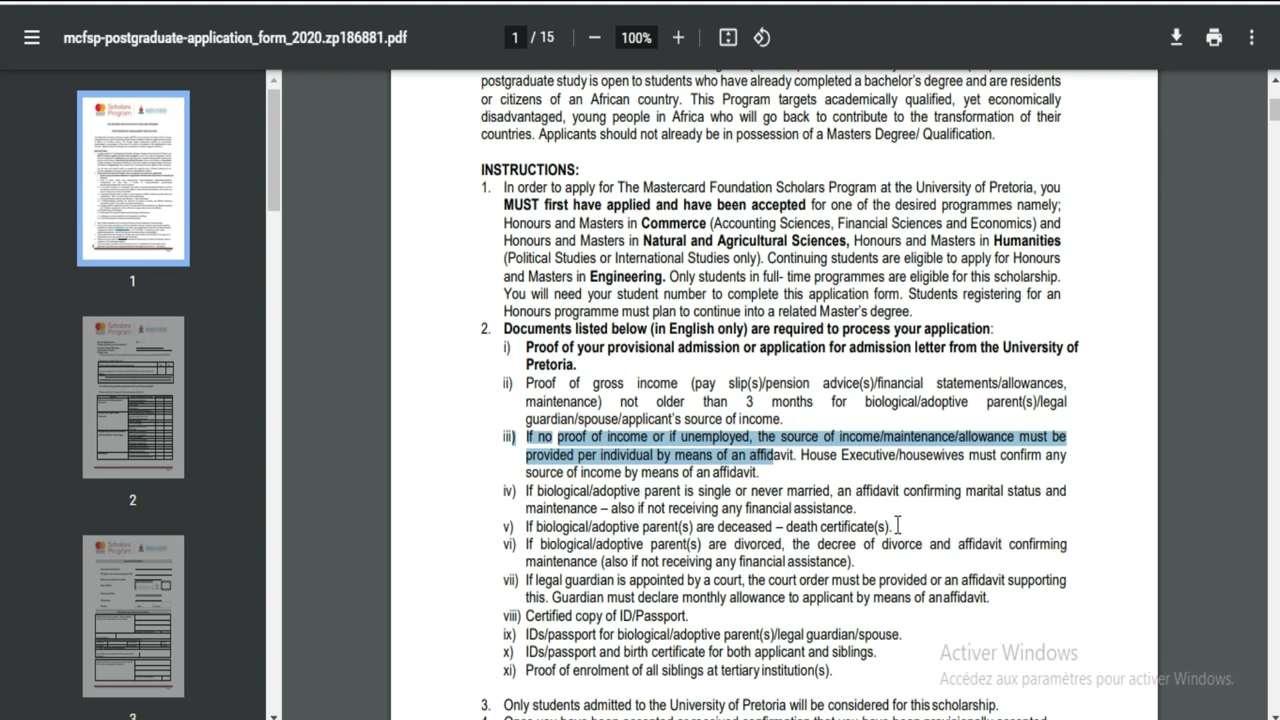 mcfsp-postgraduate-application_form_2020.zp186881.pdf
1 / 15
100%
postgraduate study is open to students who have already completed a bachelor's degree and are residents
or citizens of an African country. This Program targets academically qualified, yet economically
disadvantaged, young people in Africa who will go back to contribute to the transformation of their
countries. Applicants should not already be in possession of a Masters Degree/ Qualification.
INSTRUCTIONS:
1. In order to apply for The Mastercard Foundation Scholars Program at the University of Pretoria, you
MUST first have applied and have been accepted for one of the desired programmes namely;
Honours and Masters in Commerce (Accounting Sciences, Financial Sciences and Economics) and
Honours and Masters in Natural and Agricultural Sciences, Honours and Masters in Humanities
(Political Studies or International Studies only). Continuing students are eligible to apply for Honours
and Masters in Engineering. Only students in full- time programmes are eligible for this scholarship.
You will need your student number to complete this application form. Students registering for an
Honours programme must plan to continue into a related Master's degree.
2. Documents listed below (in English only) are required to process your application:
i) Proof of your provisional admission or application for admission letter from the University of
Pretoria.
ii) Proof of gross income (pay slip(s)/pension advice(s)/financial statements/allowances,
maintenance) not older than 3 months for biological/adoptive parent(s)/legal
guardian/spouse/applicant's source of income.
iii) If no proof of income or if unemployed, the source of income/maintenance/allowance must be
provided per individual by means of an affidavit. House Executive/housewives must confirm any
source of income by means of an affidavit.
iv) If biological/adoptive parent is single or never married, an affidavit confirming marital status and
maintenance – also if not receiving any financial assistance.
v) If biological/adoptive parent(s) are deceased – death certificate(s).
vi) If biological/adoptive parent(s) are divorced, the decree of divorce and affidavit confirming
maintenance (also if not receiving any financial assistance).
vii) If legal guardian is appointed by a court, the court order must be provided or an affidavit supporting
this. Guardian must declare monthly allowance to applicant by means of an affidavit.
viii) Certified copy of ID/Passport.
ix) IDs/passport for biological/adoptive parent(s)/legal guardian/spouse.
x) IDs/passport and birth certificate for both applicant and siblings.
xi) Proof of enrolment of all siblings at tertiary institution(s).
3. Only students admitted to the University of Pretoria will be considered for this scholarship.
Scholars
Program
1
Scholars
Program
2
Scholars
Program
3
Activer Windows
Accédez aux paramètres pour activer Windows.